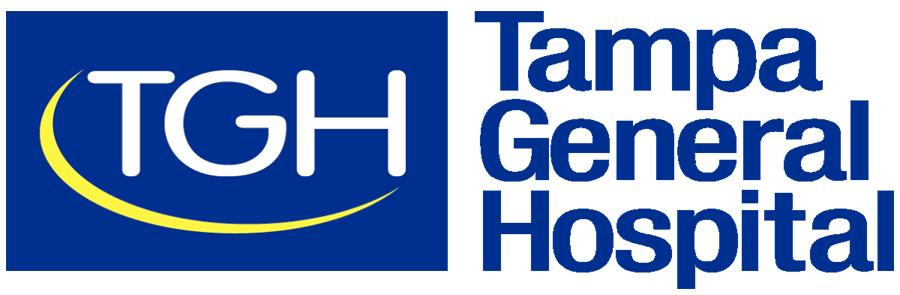 TGH
Tampa
General
Hospital